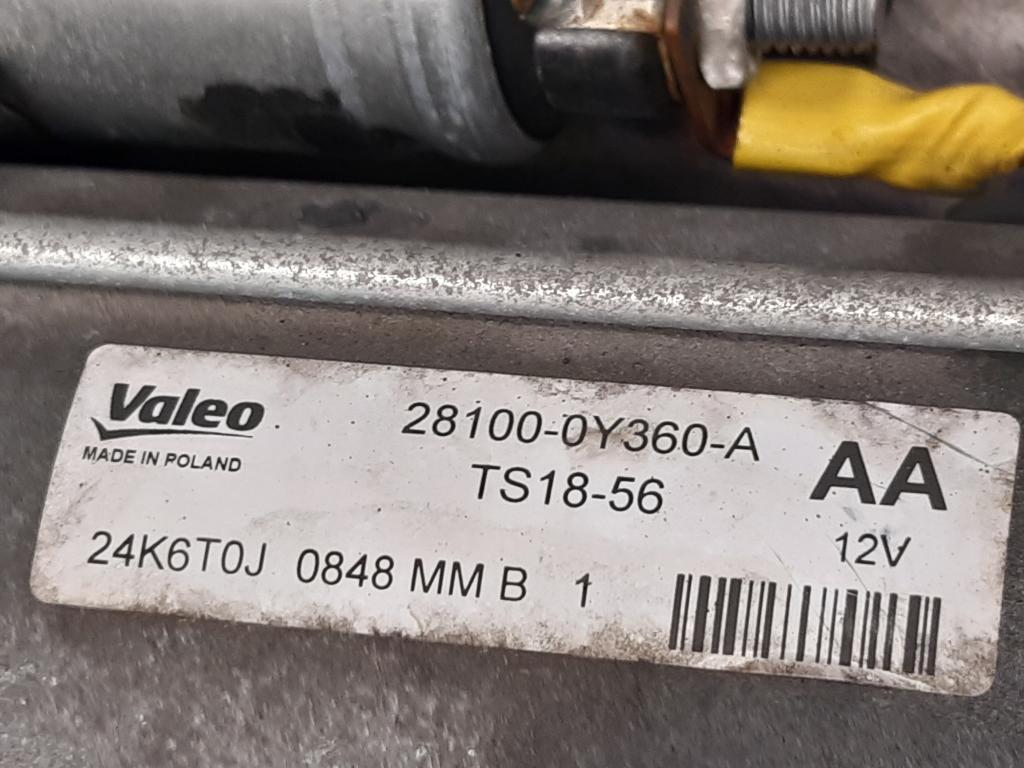 Valeo
MADE IN POLAND
28100-0Y360-A
TS18-56
AA
12V
24K6T0J 0848 MM B 1